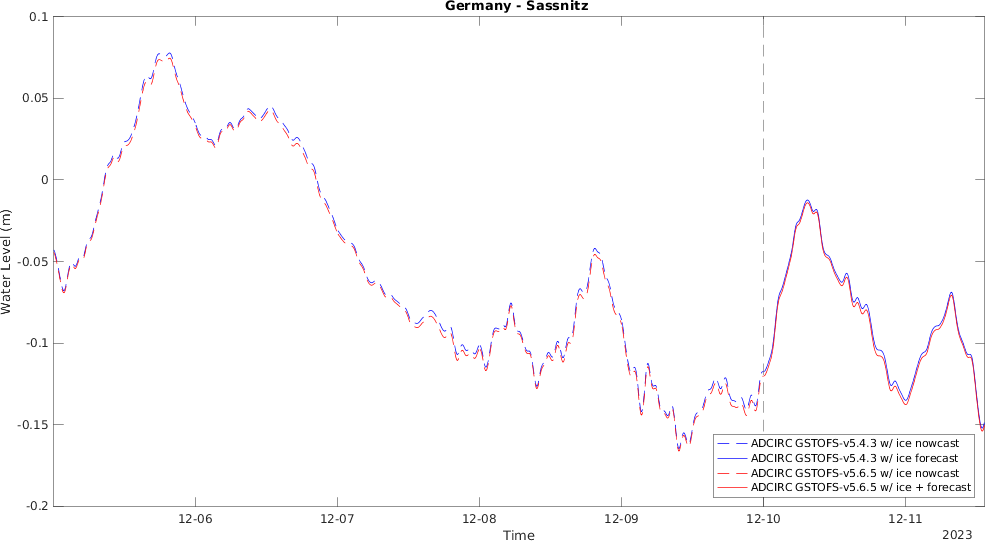 Germany - Sassnitz
0.1
0.05
0
-0.05
-0.1
-0.15
-0.2
Water Level (m)
ADCIRC GSTOFS-v5.4.3 w/ ice nowcast
ADCIRC GSTOFS-v5.4.3 w/ ice forecast
ADCIRC GSTOFS-v5.6.5 w/ ice nowcast
ADCIRC GSTOFS-v5.6.5 w/ ice + forecast
12-06
12-07
12-08
12-09
12-10
12-11
Time
2023